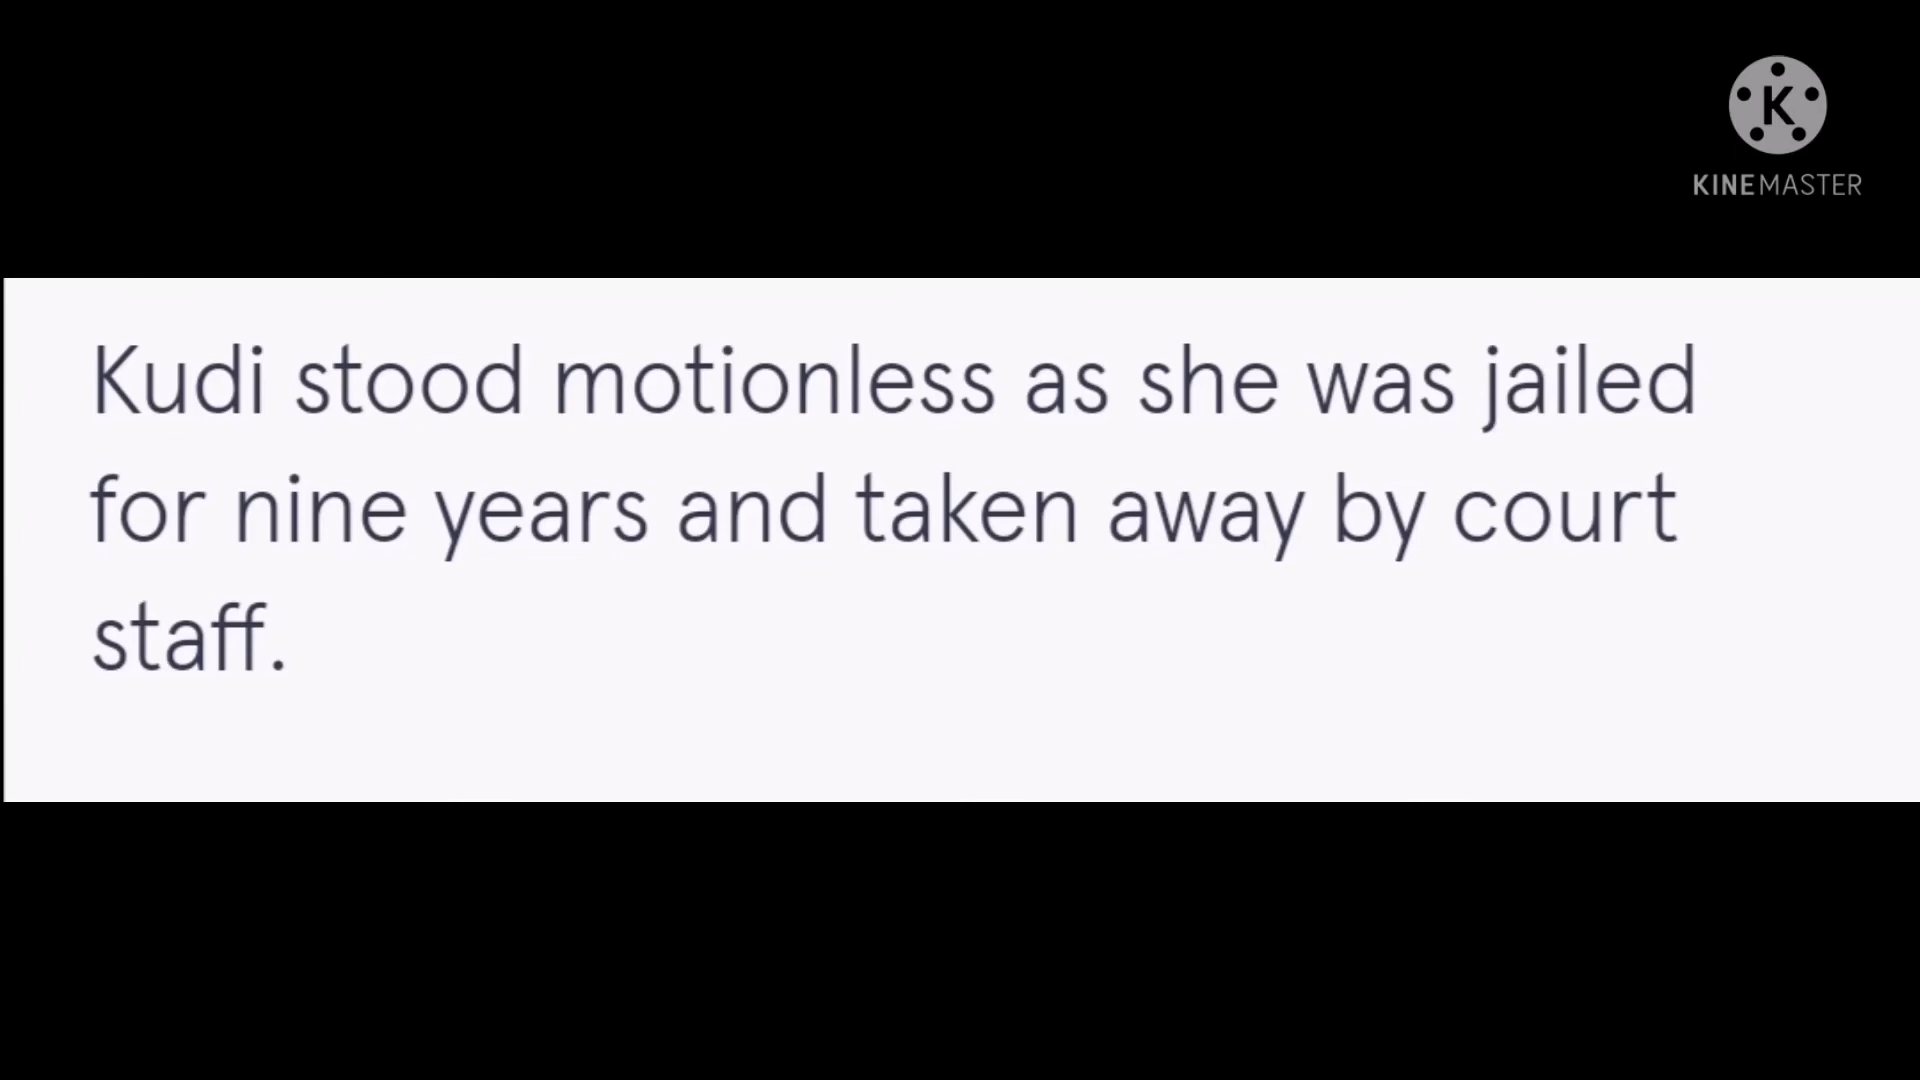 K
KINEMASTER
Kudi stood motionless as she was jailed
for nine years and taken away by court
staff.